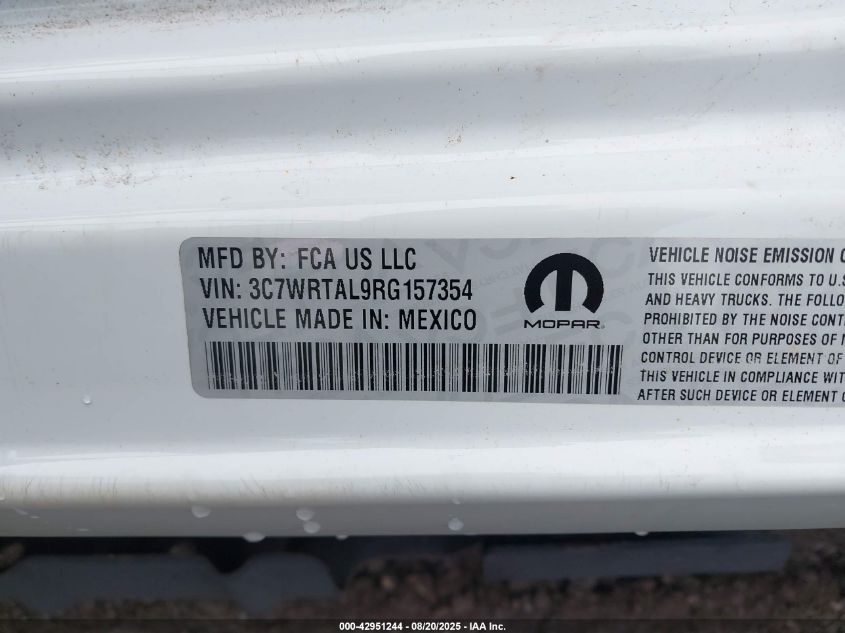 MFD BY: FCA US LLC
VIN: 3C7WRTAL9RG157354
VEHICLE MADE IN: MEXICO
MOPAR
VEHICLE NOISE EMISSION
THIS VEHICLE CONFORMS TO U.S
AND HEAVY TRUCKS. THE FOLLO
PROHIBITED BY THE NOISE CONT
OTHER THAN FOR PURPOSES OF
CONTROL DEVICE OR ELEMENT OF
THIS VEHICLE IN COMPLIANCE WIT
AFTER SUCH DEVICE OR ELEMENT
000-42951244 - 08/20/2025 - IAA Inc.